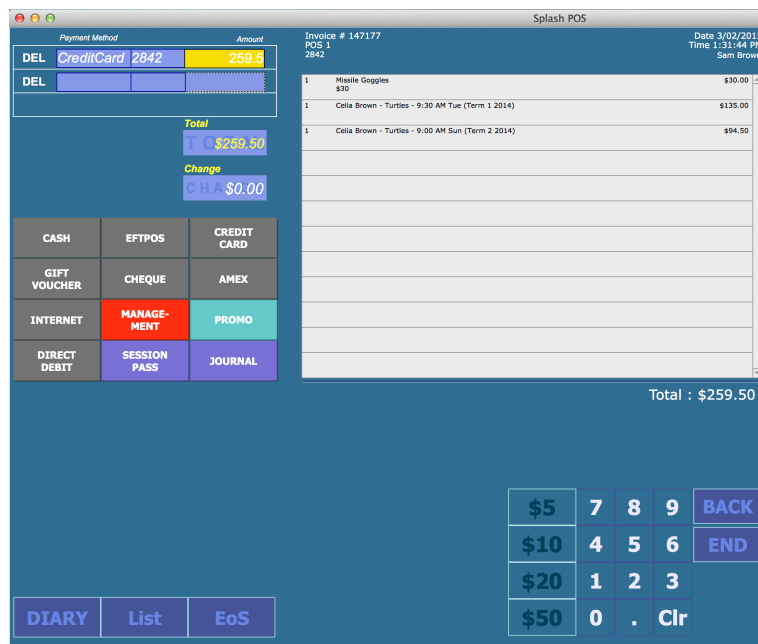 Splash POS
Payment Method Amount
DEL CreditCard 2842 259.5
DEL
Total
$259.50
Change
$0.00
CASH EFTPOS CREDIT CARD
GIFT VOUCHER CHEQUE AMEX
INTERNET MANAGE-MENT PROMO
DIRECT DEBIT SESSION PASS JOURNAL
Invoice # 147177
POS 1
2842
Time 1:31:44
Sam Brown
1 Missile Goggles $30.00
$30
1 Celia Brown - Turtles - 9:30 AM Tue (Term 1 2014) $135.00
1 Celia Brown - Turtles - 9:00 AM Sun (Term 2 2014) $94.50
Total : $259.50
$5 7 8 9 BACK
$10 4 5 6 END
$20 1 2 3
$50 0 . Clr
DIARY List EoS